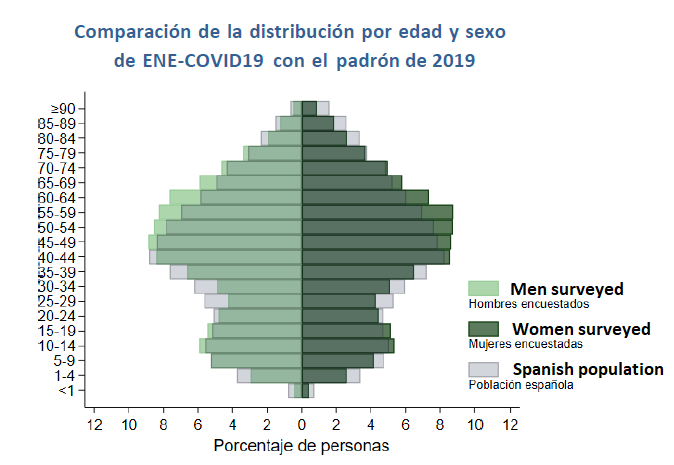 Comparación de la distribución por edad y sexo
de ENE-COVID19 con el padrón de 2019
≥90
85-89
80-84
75-79
70-74
65-69
60-64
55-59
50-54
45-49
40-44
35-39
30-34
25-29
20-24
15-19
10-14
5-9
1-4
<1
Men surveyed
Hombres encuestados
Women surveyed
Mujeres encuestadas
Spanish population
Población española
12 10 8 6 4 2 0 2 4 6 8 10 12
Porcentaje de personas